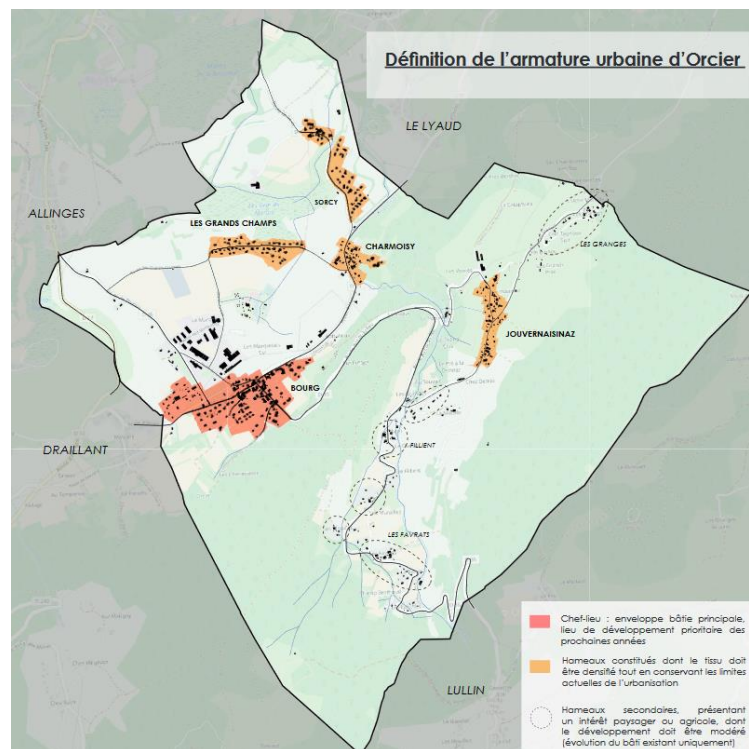 Définition de l'armature urbaine d'Orcier
LE LYAUD
ALLINGES
SORCY
LES GRANDS CHAMPS
CHARMOISY
LES GRANGES
JOUVERNAISINAZ
BOURG
DRAILLANT
FILLIENT
LES FAVRATS
LULLIN
Chef-lieu : enveloppe bâtie principale,
lieu de développement prioritaire des
prochaines années
Hameaux constitués dont le tissu doit
être densifié tout en conservant les limites
actuelles de l'urbanisation
Hameaux secondaires, présentant
un intérêt paysager ou agricole, dont
le développement doit être modéré
(évolution du bâti existant uniquement)